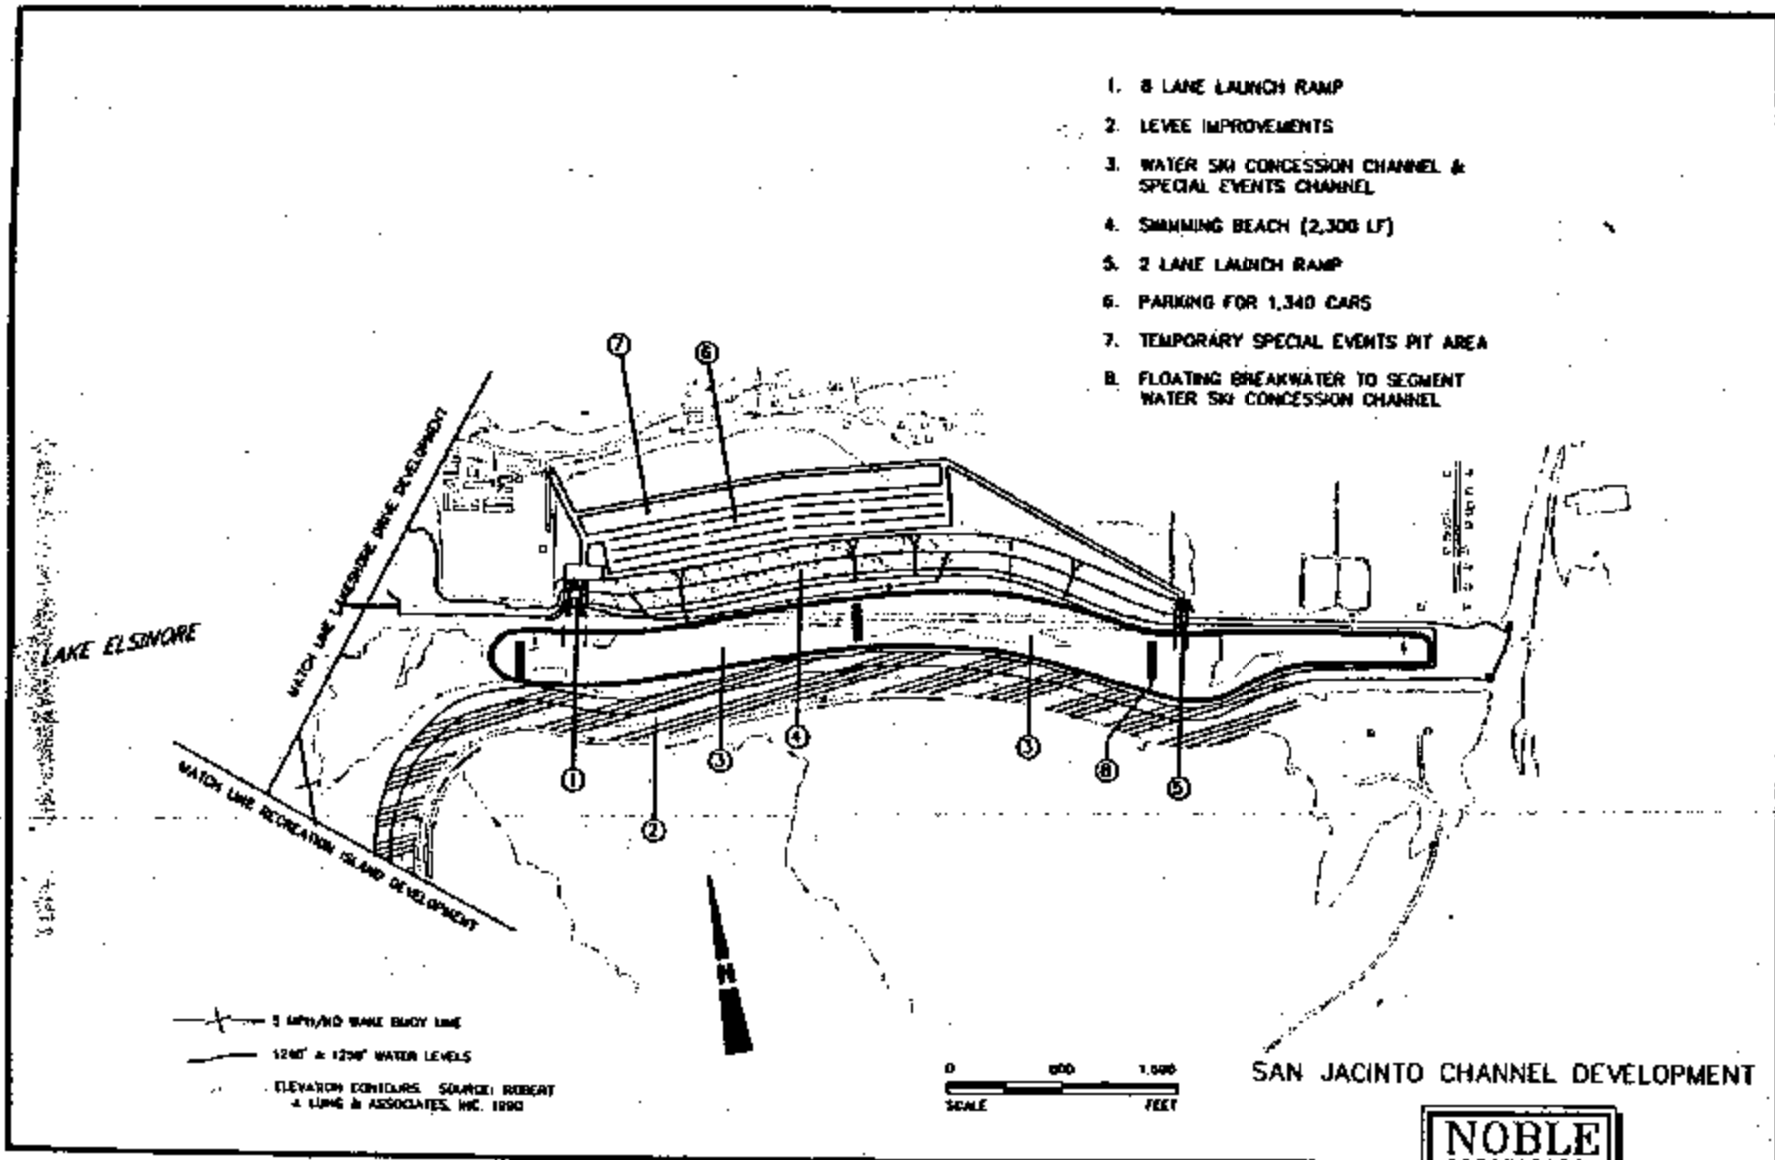 1. 8 LANE LAUNCH RAMP
2. LEVEE IMPROVEMENTS
3. WATER SKI CONCESSION CHANNEL &
SPECIAL EVENTS CHANNEL
4. SWIMMING BEACH (2,300 LF)
5. 2 LANE LAUNCH RAMP
6. PARKING FOR 1,340 CARS
7. TEMPORARY SPECIAL EVENTS PIT AREA
8. FLOATING BREAKWATER TO SEGMENT
WATER SKI CONCESSION CHANNEL
7
6
MATCH LINE LAKESHORE DRIVE DEVELOPMENT
LAKE ELSINORE
MATCH LINE RECREATION ISLAND DEVELOPMENT
1
2
3
4
3
8
5
N
5 MPH/NO WAKE BUOY LINE
1240' & 1250' WATER LEVELS
ELEVATION CONTOURS. SOURCE: ROBERT
& ASSOCIATES, INC. 1990
0
SCALE FEET
SAN JACINTO CHANNEL DEVELOPMENT
NOBLE